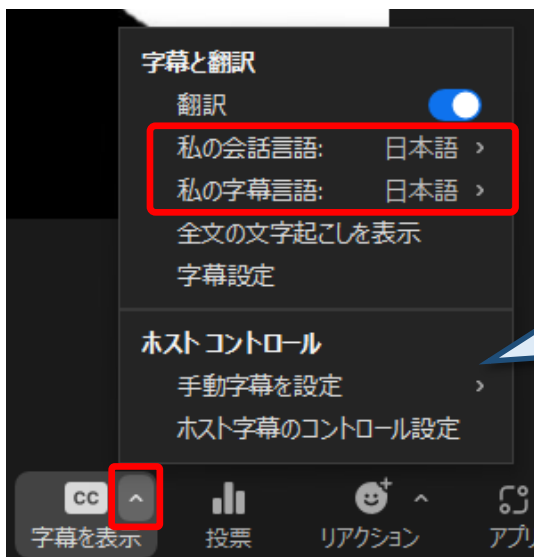 字幕と翻訳
翻訳
私の会話言語: 日本語 ›
私の字幕言語: 日本語 ›
全文の文字起こしを表示
字幕設定
ホスト コントロール
手動字幕を設定 ›
ホスト字幕のコントロール設定
CC
字幕を表示 投票 リアクション アプリ